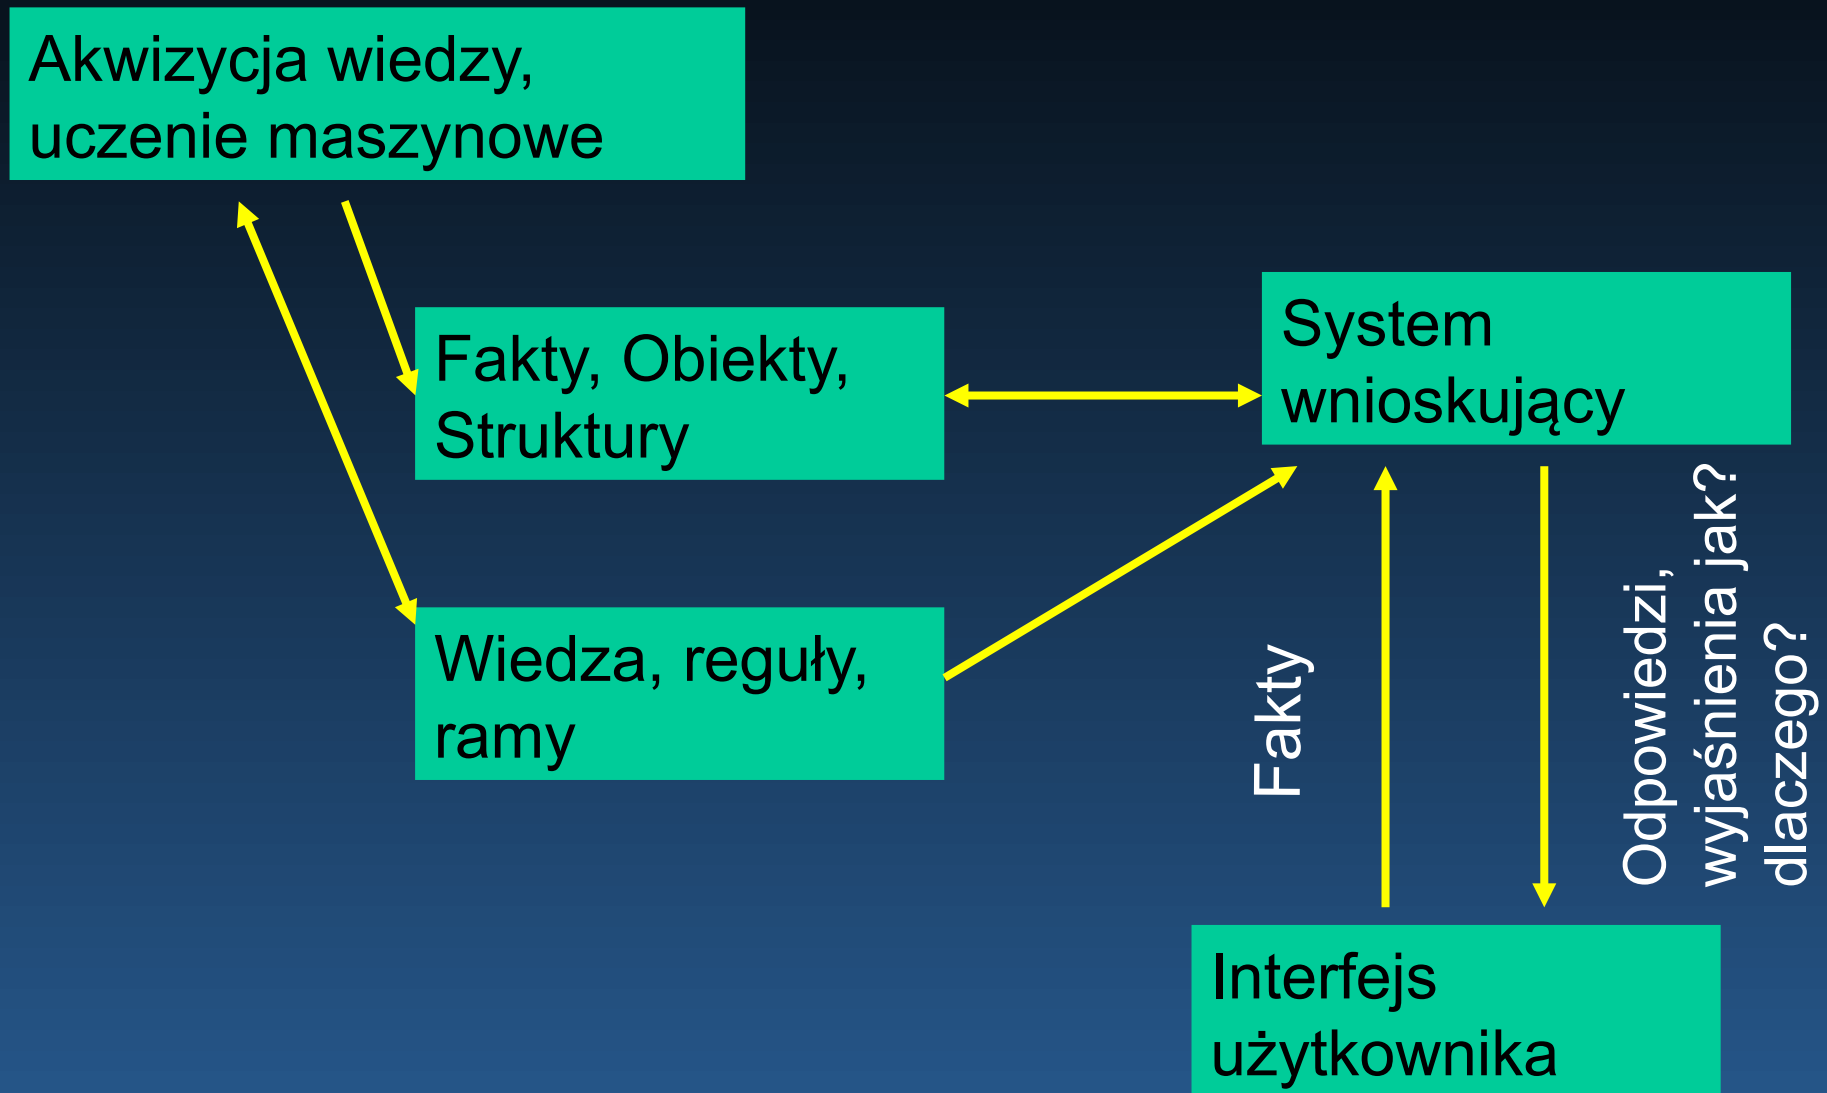 Akwizycja wiedzy,
uczenie maszynowe
Fakty, Obiekty,
Struktury
System
wnioskujący
Wiedza, reguły,
ramy
Fakty
Odpowiedzi,
wyjaśnienia jak?
dlaczego?
Interfejs
użytkownika